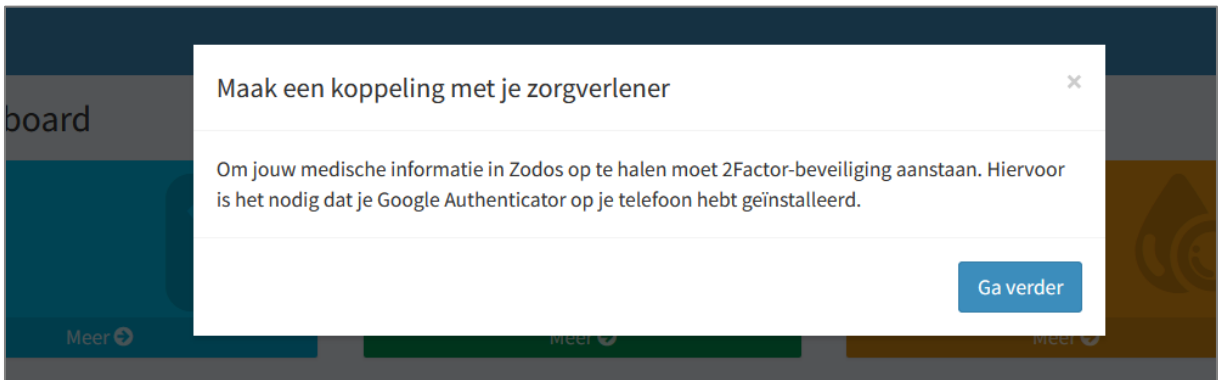 Maak een koppeling met je zorgverlener
×
board
Om jouw medische informatie in Zodos op te halen moet 2Factor-beveiliging aanstaan. Hiervoor
is het nodig dat je Google Authenticator op je telefoon hebt geïnstalleerd.
Ga verder
Meer
Meer
Meer